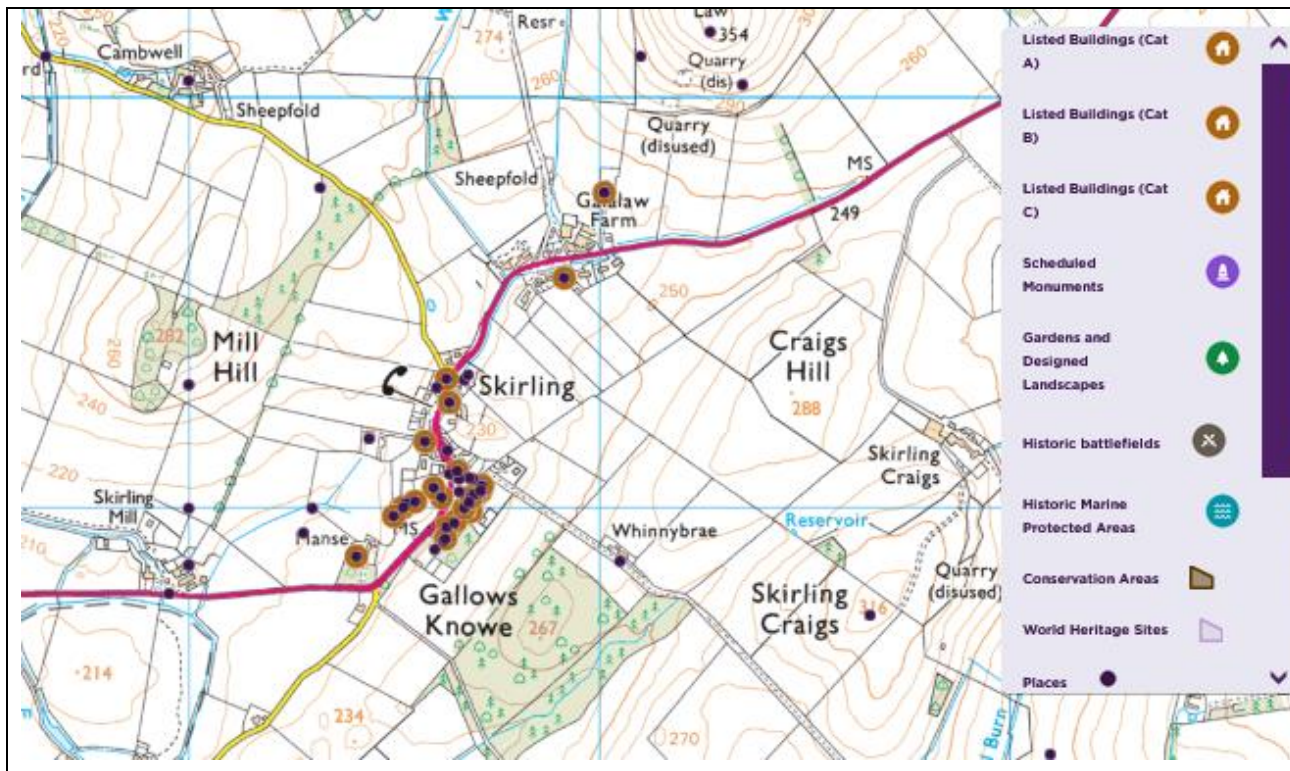 220
Cambwell
Resr
274
Law
354
rd
Quarry
(dis)
260
260
Sheepfold
290
Quarry
(disused)
MS
Sheepfold
Galalaw
Farm
249
250
282
280
Mill
Hill
Craigs
Hill
Skirling
240
288
230
220
Skirling
Craigs
Skirling
Mill
MS
Whinnybrae
Reservoir
Manse
210
Quarry
(disused)
Gallows
Knowe
Skirling
Craigs
316
267
214
234
270
Burn
Listed Buildings (Cat
A)
Listed Buildings (Cat
B)
Listed Buildings (Cat
C)
Scheduled
Monuments
Gardens and
Designed
Landscapes
Historic battlefields
Historic Marine
Protected Areas
Conservation Areas
World Heritage Sites
Places